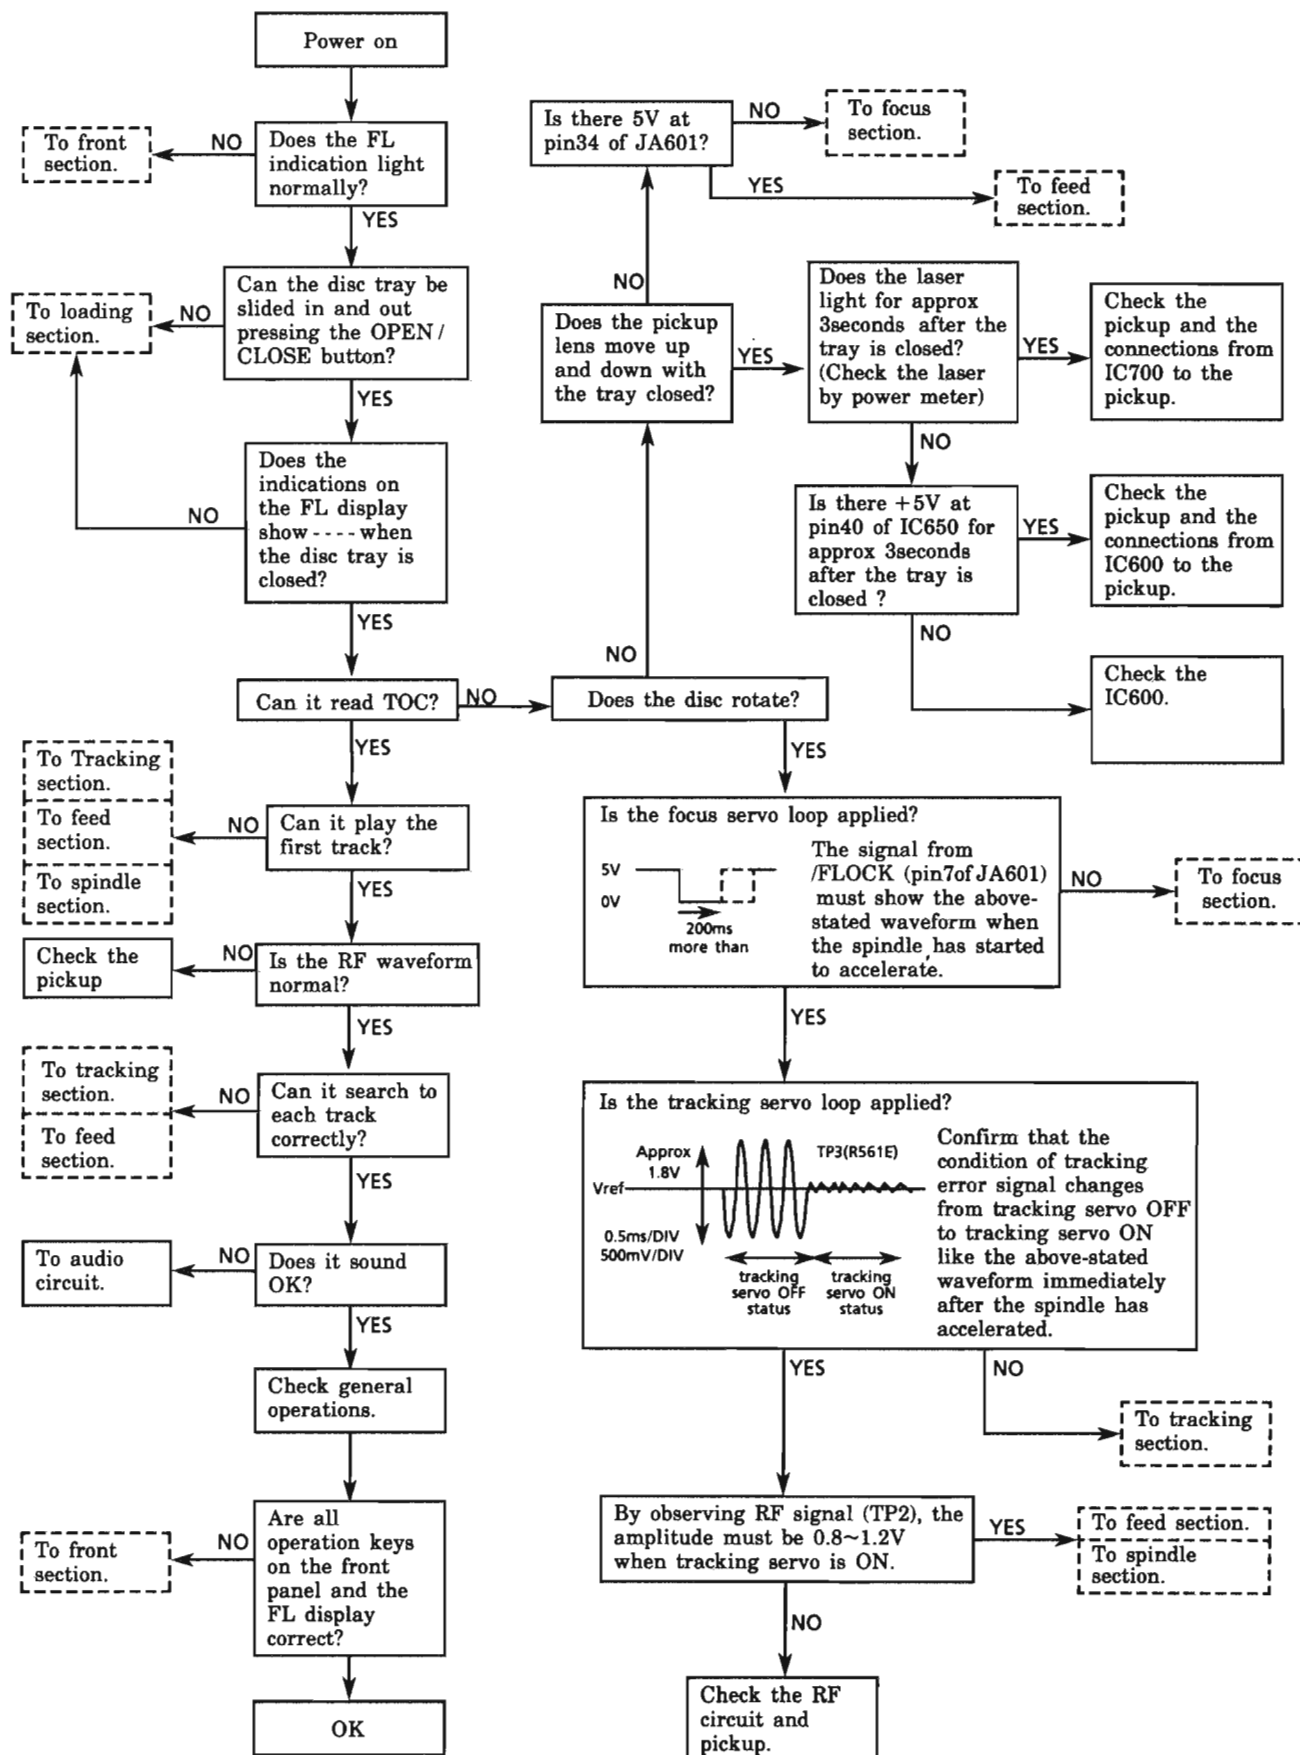 Power on
Does the FL
indication light
normally?
NO
To front
section.
YES
Can the disc tray be
slided in and out
pressing the OPEN /
CLOSE button?
NO
To loading
section.
YES
Does the
indications on
the FL display
show ---- when
the disc tray is
closed?
NO
YES
Can it read TOC?
NO
YES
Can it play the
first track?
NO
To Tracking
section.
To feed
section.
To spindle
section.
YES
Is the RF waveform
normal?
NO
Check the
pickup
YES
Can it search to
each track
correctly?
NO
To tracking
section.
To feed
section.
YES
Does it sound
OK?
NO
To audio
circuit.
YES
Check general
operations.
Are all
operation keys
on the front
panel and the
FL display
correct?
NO
To front
section.
OK
Does the disc rotate?
NO
Does the pickup
lens move up
and down with
the tray closed?
NO
Is there 5V at
pin34 of JA601?
NO
To focus
section.
YES
To feed
section.
YES
Does the laser
light for approx
3seconds after the
tray is closed?
(Check the laser
by power meter)
YES
Check the
pickup and the
connections from
IC700 to the
pickup.
NO
Is there +5V at
pin40 of IC650 for
approx 3seconds
after the tray is
closed ?
YES
Check the
pickup and the
connections from
IC600 to the
pickup.
NO
Check the
IC600.
YES
Is the focus servo loop applied?
5V
0V
200ms
more than
The signal from
/FLOCK (pin7of JA601)
must show the above-
stated waveform when
the spindle has started
to accelerate.
NO
To focus
section.
YES
Is the tracking servo loop applied?
Approx
1.8V
TP3(R561E)
Vref
0.5ms/DIV
500mV/DIV
tracking
servo OFF
status
tracking
servo ON
status
Confirm that the
condition of tracking
error signal changes
from tracking servo OFF
to tracking servo ON
like the above-stated
waveform immediately
after the spindle has
accelerated.
YES
NO
To tracking
section.
By observing RF signal (TP2), the
amplitude must be 0.8~1.2V
when tracking servo is ON.
YES
To feed section.
To spindle
section.
NO
Check the RF
circuit and
pickup.